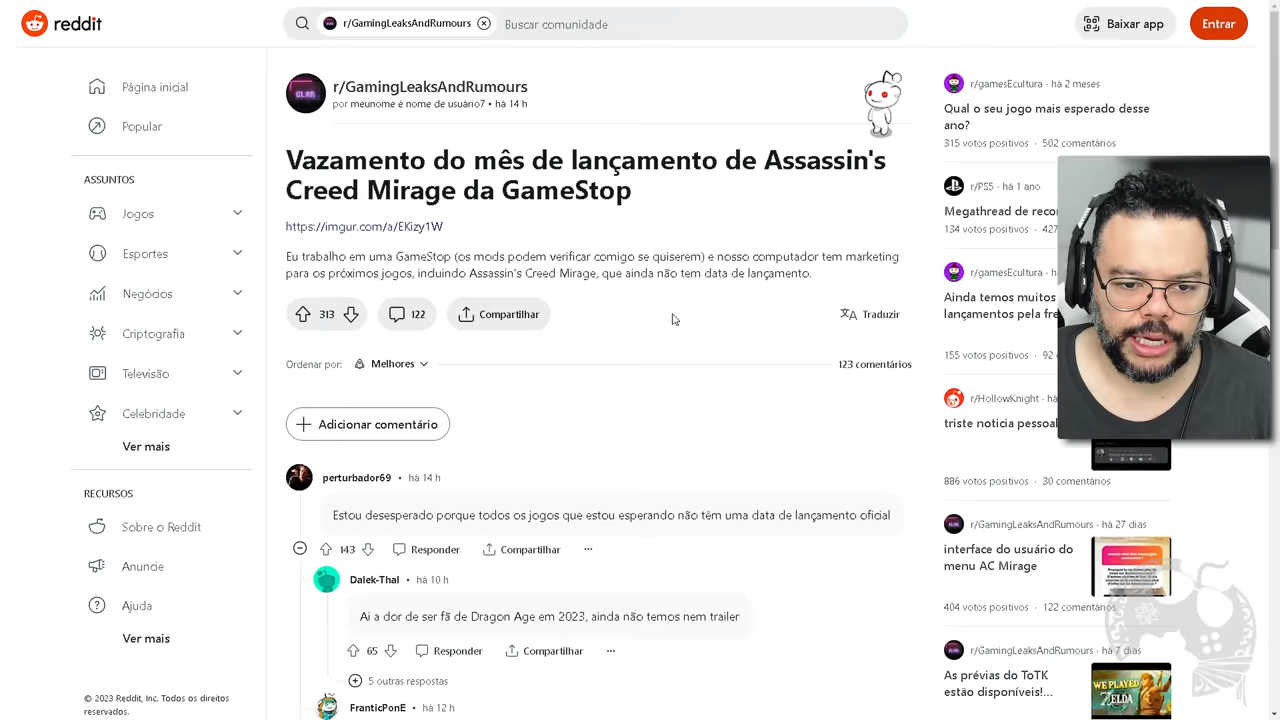 reddit
r/GamingLeaksAndRumours
Buscar comunidade
Baixar app
Entrar
Página inicial
Popular
ASSUNTOS
Jogos
Esportes
Negócios
Criptografia
Televisão
Celebridade
Ver mais
RECURSOS
Sobre o Reddit
Anuncie
Ajuda
Ver mais
© 2023 Reddit, Inc. Todos os direitos
reservados.
r/GamingLeaksAndRumours
por meunome é nome de usuário7 • há 14 h
Vazamento do mês de lançamento de Assassin's
Creed Mirage da GameStop
https://imgur.com/a/EKizy1W
Eu trabalho em uma GameStop (os mods podem verificar comigo se quiserem) e nosso computador tem marketing
para os próximos jogos, incluindo Assassin's Creed Mirage, que ainda não tem data de lançamento.
313
122
Compartilhar
Traduzir
Ordenar por:
Melhores
123 comentários
Adicionar comentário
perturbador69 • há 14 h
Estou desesperado porque todos os jogos que estou esperando não têm uma data de lançamento oficial
143
Responder
Compartilhar
Dalek-Thal • há 10 h
Ai a dor de ser fã de Dragon Age em 2023, ainda não temos nem trailer
65
Responder
Compartilhar
5 outras respostas
FranticPonE • há 12 h
r/gamesEcultura • há 2 meses
Qual o seu jogo mais esperado desse
ano?
315 votos positivos · 502 comentários
r/PS5 • há 1 ano
Megathread de
134 votos positivos
r/gamesEcultura
Ainda temos muitos
lançamentos pela
155 votos positivos
r/HollowKnight
triste noticia pessoal
886 votos positivos · 30 comentários
r/GamingLeaksAndRumours • há 27 dias
interface do usuário do
menu AC Mirage
404 votos positivos · 122 comentários
r/GamingLeaksAndRumours • há 7 dias
As prévias do ToTK
estão disponíveis!...
WE PLAYED
ZELDA